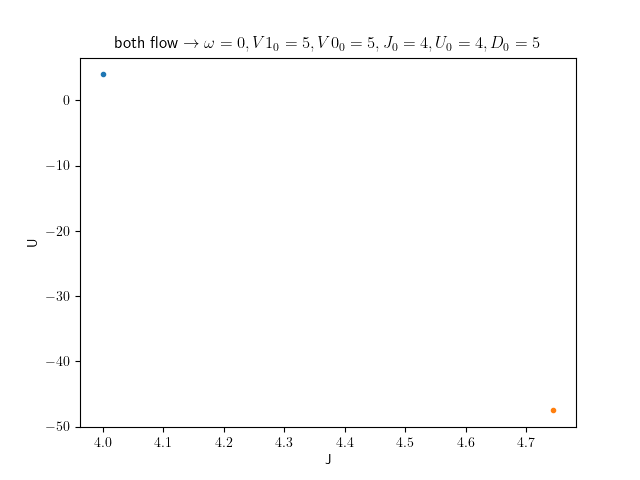 both flow → ω = 0, V1₀ = 5, V0₀ = 5, J₀ = 4, U₀ = 4, D₀ = 5
0
−10
−20
−30
−40
−50
U
4.0 4.1 4.2 4.3 4.4 4.5 4.6 4.7
J